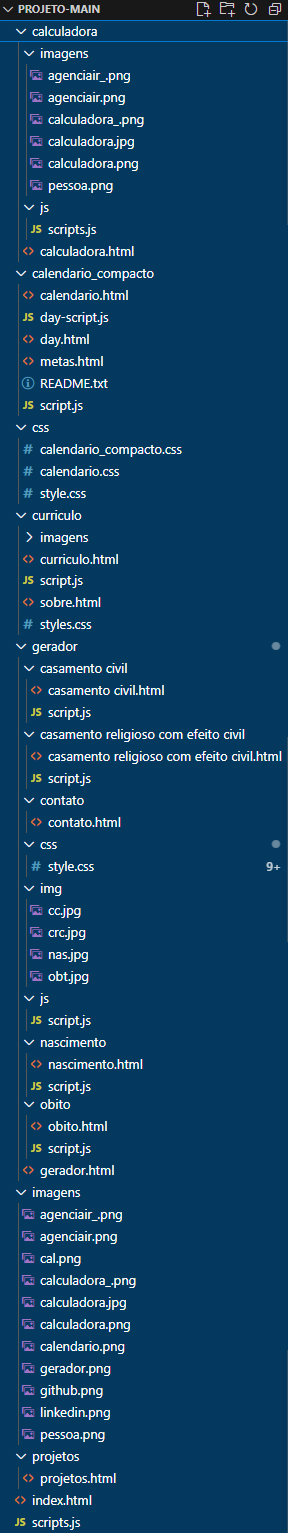 PROJETO-MAIN
calculadora
imagens
agenciair_.png
agenciair.png
calculadora_.png
calculadora.jpg
calculadora.png
pessoa.png
js
JS scripts.js
calculadora.html
calendario_compacto
calendario.html
JS day-script.js
day.html
metas.html
README.txt
JS script.js
css
# calendario_compacto.css
# calendario.css
# style.css
curriculo
imagens
curriculo.html
JS script.js
sobre.html
# styles.css
gerador
casamento civil
casamento civil.html
JS script.js
casamento religioso com efeito civil
casamento religioso com efeito civil.html
JS script.js
contato
contato.html
css
# style.css 9+
img
cc.jpg
crc.jpg
nas.jpg
obt.jpg
js
JS script.js
nascimento
nascimento.html
JS script.js
obito
obito.html
JS script.js
gerador.html
imagens
agenciair_.png
agenciair.png
cal.png
calculadora_.png
calculadora.jpg
calculadora.png
calendario.png
gerador.png
github.png
linkedin.png
pessoa.png
projetos
projetos.html
index.html
JS scripts.js